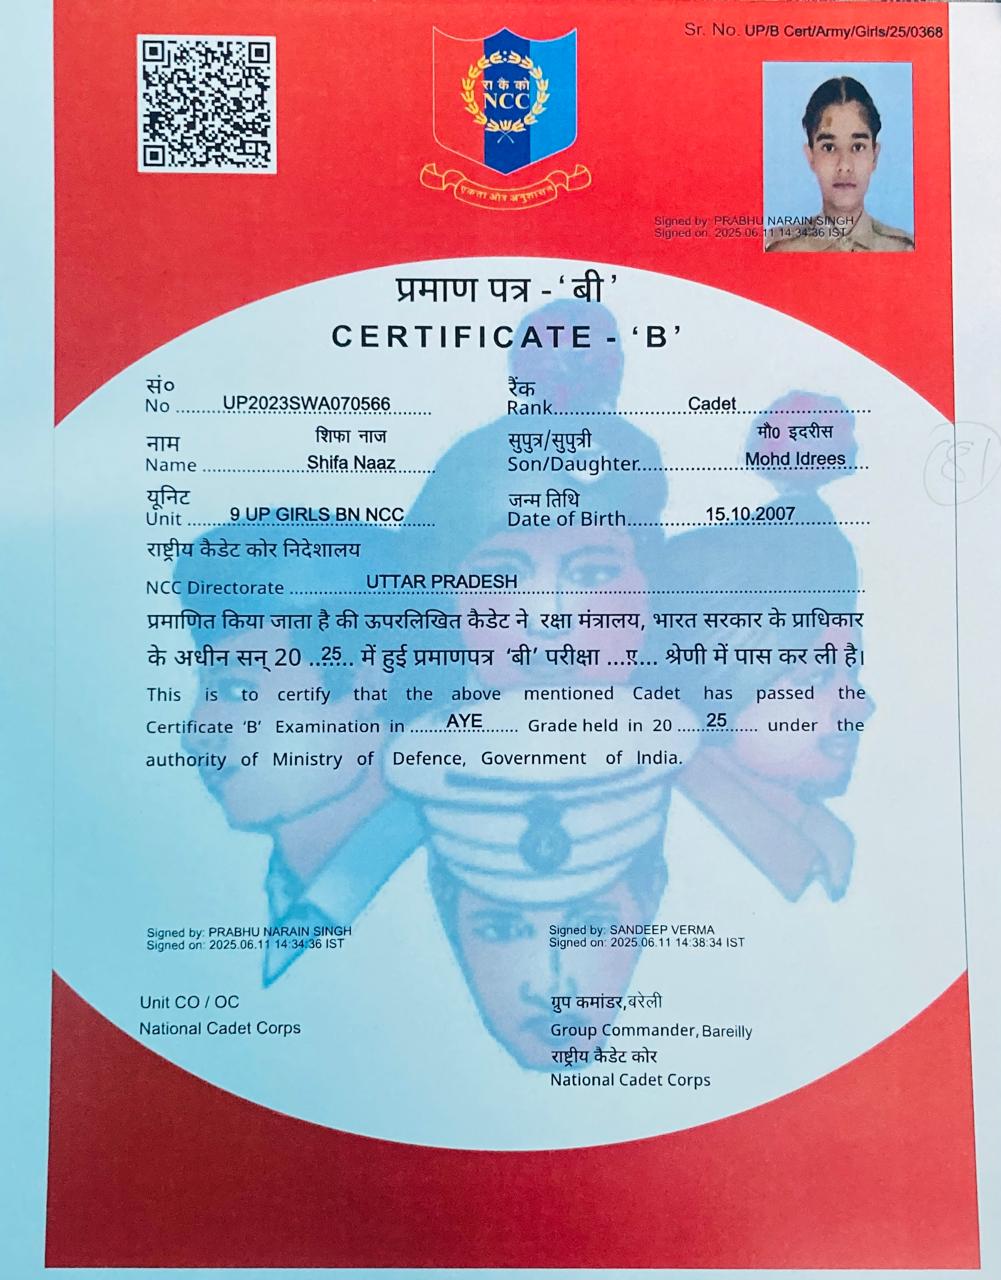 Sr. No. UP/B Cert/Army/Girls/25/0368
रा कै को
NCC
एकता और अनुशासन
Signed by: PRABHU NARAIN SINGH
Signed on: 2025.06.11 14:34:36 IST
प्रमाण पत्र - ‘बी’
CERTIFICATE - ‘B’
सं०
No ........ UP2023SWA070566
रैंक
Rank........ Cadet
नाम शिफा नाज
Name ........ Shifa Naaz
सुपुत्र/सुपुत्री मौ० इदरीस
Son/Daughter........ Mohd Idrees
यूनिट
Unit ........ 9 UP GIRLS BN NCC
जन्म तिथि
Date of Birth........ 15.10.2007
राष्ट्रीय कैडेट कोर निदेशालय
NCC Directorate ........ UTTAR PRADESH
प्रमाणित किया जाता है की ऊपरलिखित कैडेट ने रक्षा मंत्रालय, भारत सरकार के प्राधिकार
के अधीन सन् 20 ..25.. में हुई प्रमाणपत्र ‘बी’ परीक्षा ...ए... श्रेणी में पास कर ली है।
This is to certify that the above mentioned Cadet has passed the
Certificate ‘B’ Examination in ........ AYE ........ Grade held in 20 ..... 25 ..... under the
authority of Ministry of Defence, Government of India.
Signed by: PRABHU NARAIN SINGH
Signed on: 2025.06.11 14:34:36 IST
Signed by: SANDEEP VERMA
Signed on: 2025.06.11 14:38:34 IST
Unit CO / OC
National Cadet Corps
ग्रुप कमांडर,बरेली
Group Commander, Bareilly
राष्ट्रीय कैडेट कोर
National Cadet Corps